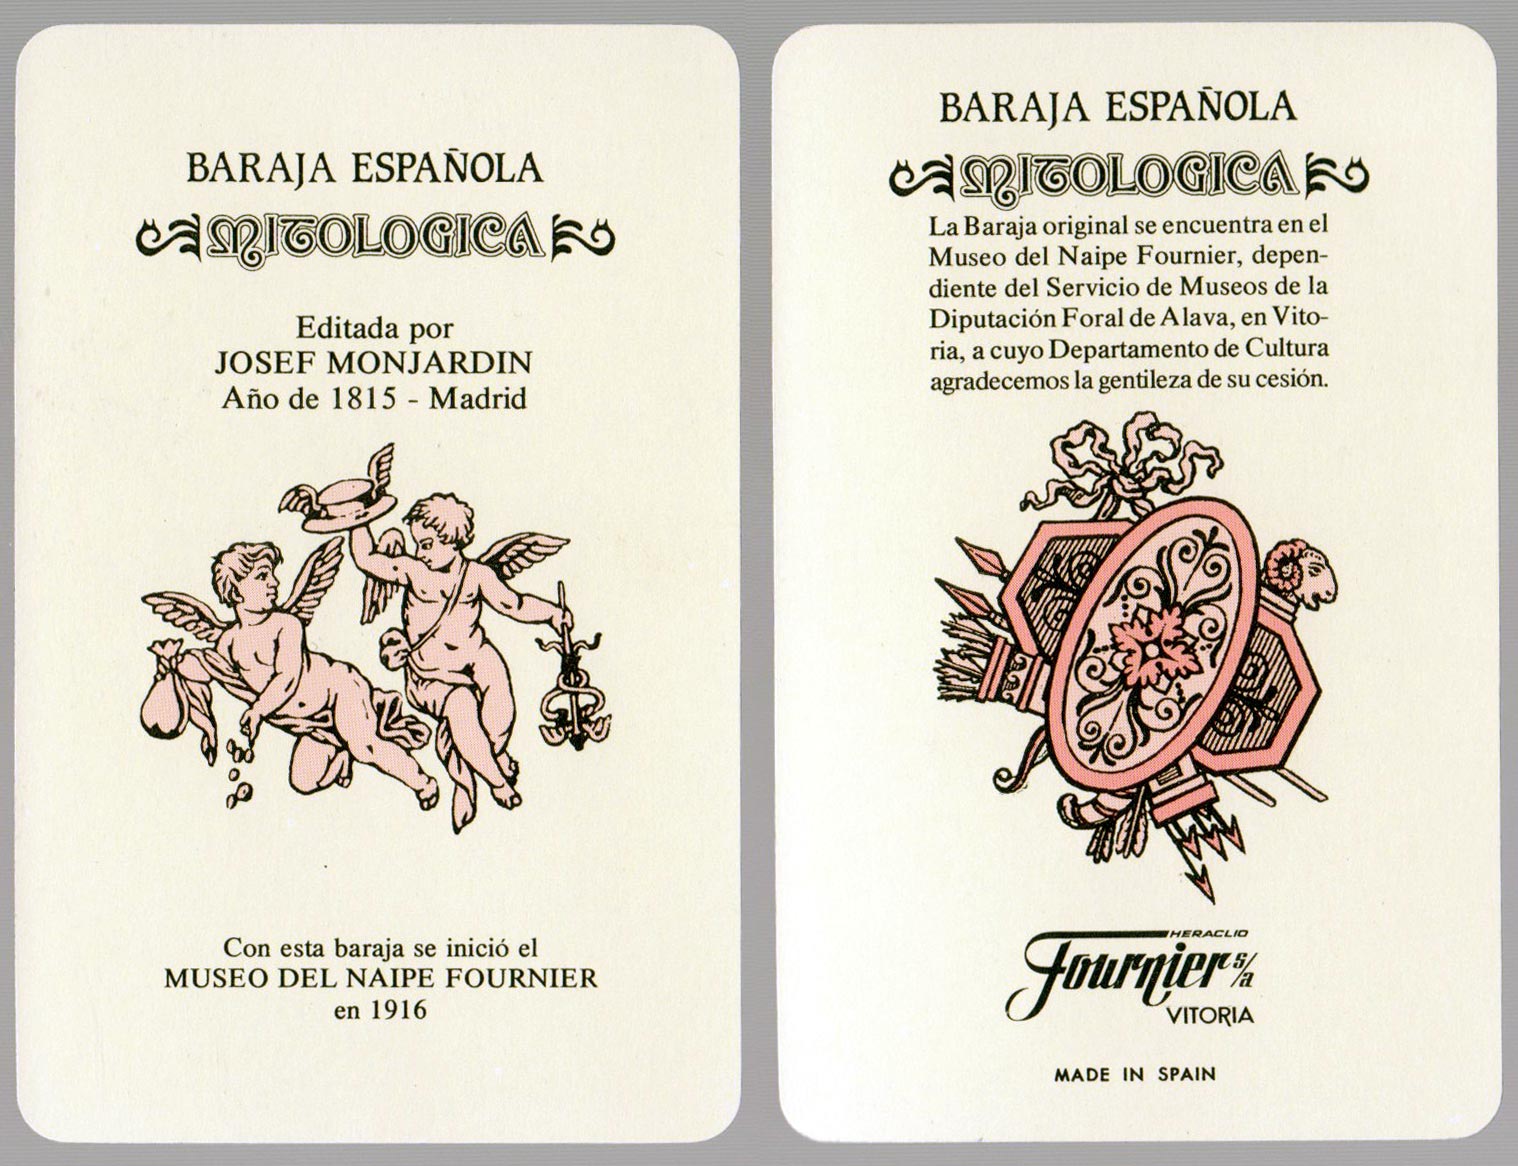 BARAJA ESPAÑOLA
MITOLOGICA
Editada por
JOSEF MONJARDIN
Año de 1815 - Madrid
Con esta baraja se inició el
MUSEO DEL NAIPE FOURNIER
en 1916
BARAJA ESPAÑOLA
MITOLOGICA
La Baraja original se encuentra en el
Museo del Naipe Fournier, depen-
diente del Servicio de Museos de la
Diputación Foral de Alava, en Vito-
ria, a cuyo Departamento de Cultura
agradecemos la gentileza de su cesión.
HERACLIO
Fournier s/a
VITORIA
MADE IN SPAIN